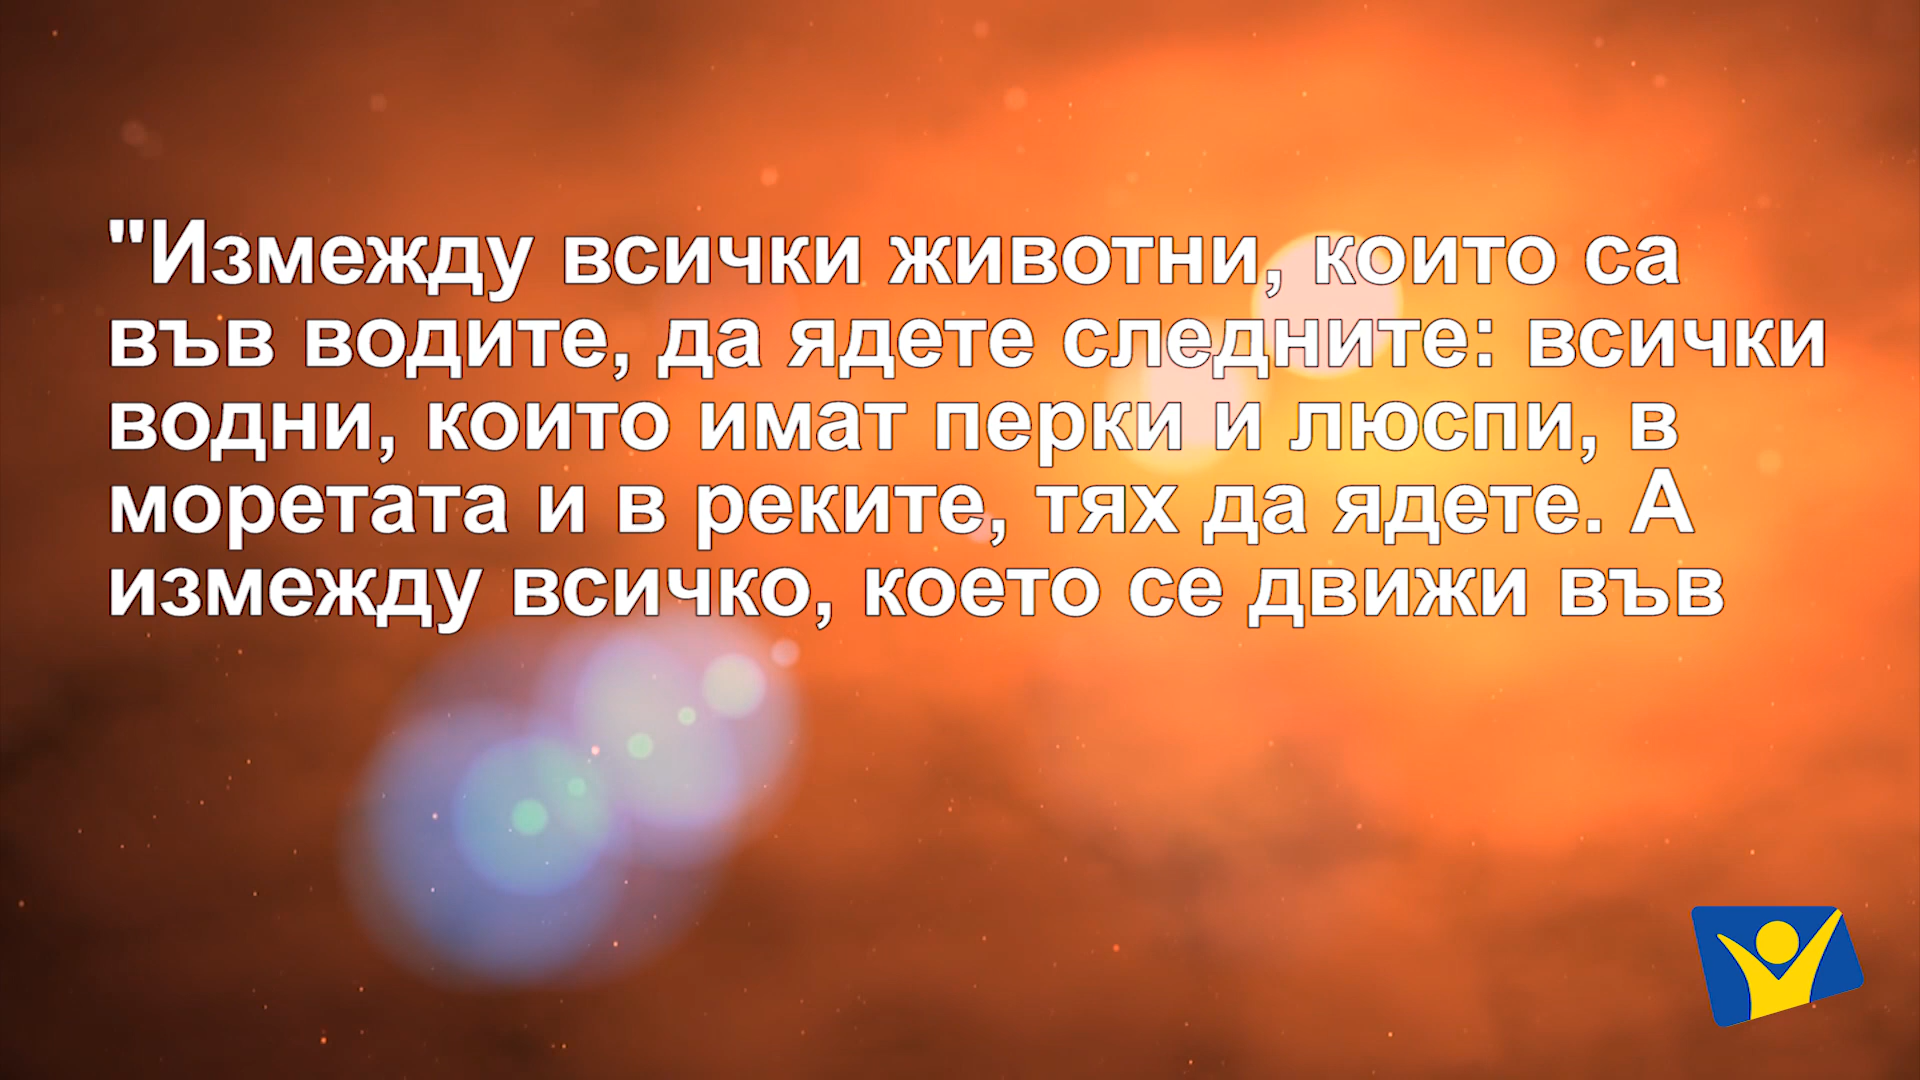 "Измежду всички животни, които са
във водите, да ядете следните: всички
водни, които имат перки и люспи, в
моретата и в реките, тях да ядете. А
измежду всичко, което се движи във